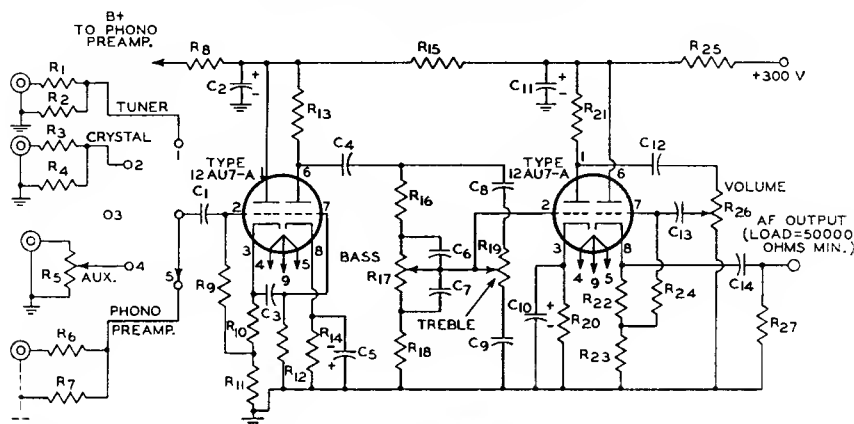 B+
TO PHONO
PREAMP.
R8
R15
R25
+300 V
R1
R2
TUNER
C2
+
-
R13
C11
+
-
R21
1
C12
6
R3
CRYSTAL
2
1
R4
TYPE
12AU7-A
6
C4
R16
C8
TYPE
12AU7-A
VOLUME
R26
C1
2
7
2
7
C13
AF OUTPUT
(LOAD=50000
OHMS MIN.)
3
R5
AUX.
4
5
R9
3
4
9
5
8
BASS
R17
C6
C7
R19
TREBLE
3
4
9
5
8
C10
+
-
R22
R24
C14
C3
R10
PHONO
PREAMP.
R6
R7
R11
R12
R14
-
+
C5
R18
C9
R20
R23
R27